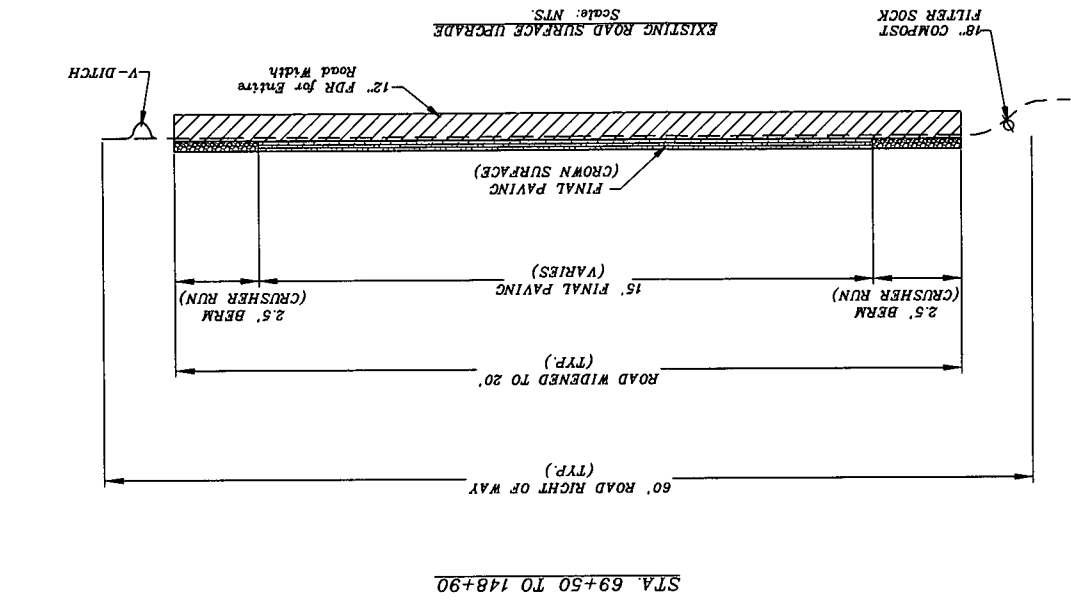 STA. 69+50 TO 148+90
60' ROAD RIGHT OF WAY
(TYP.)
ROAD WIDENED TO 20'
(TYP.)
2.5' BERM
(CRUSHER RUN)
15' FINAL PAVING
(VARIES)
2.5' BERM
(CRUSHER RUN)
FINAL PAVING
(CROWN SURFACE)
18" COMPOST
FILTER SOCK
12" FDR for Entire
Road Width
V-DITCH
EXISTING ROAD SURFACE UPGRADE
Scale: NTS.